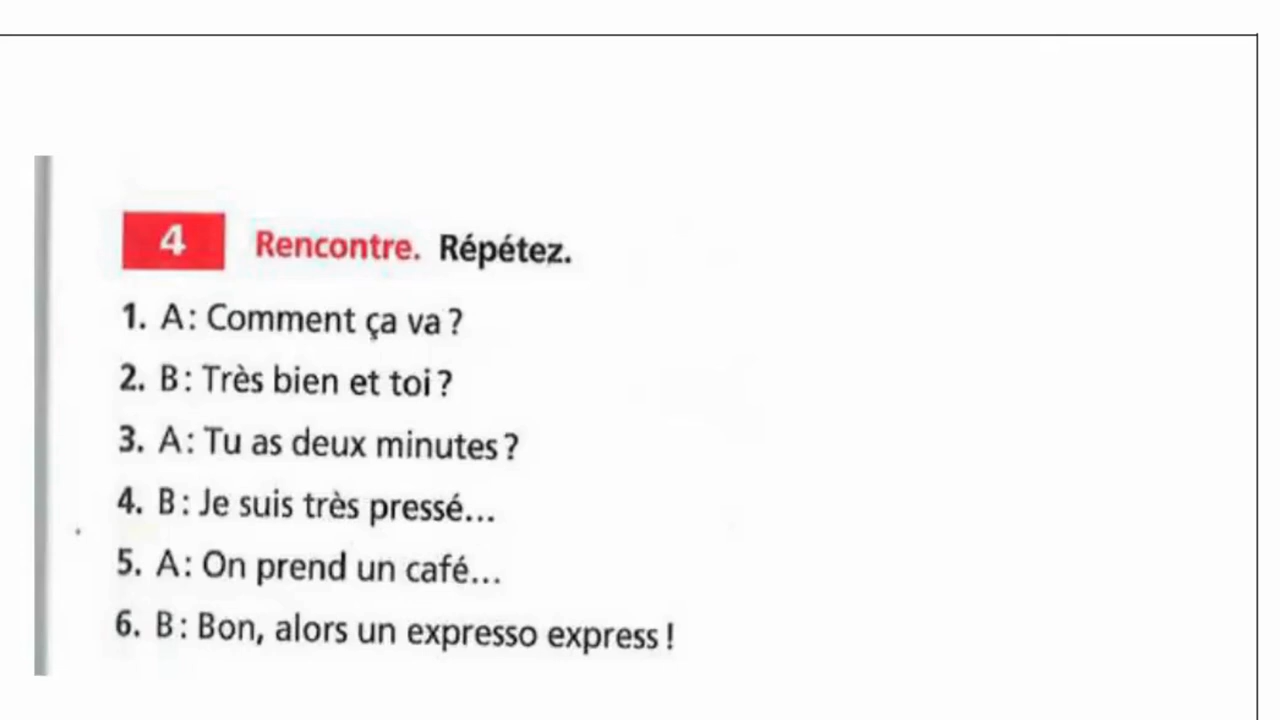 4 Rencontre. Répétez.
1. A: Comment ça va ?
2. B: Très bien et toi ?
3. A: Tu as deux minutes ?
4. B: Je suis très pressé...
5. A: On prend un café...
6. B: Bon, alors un expresso express !